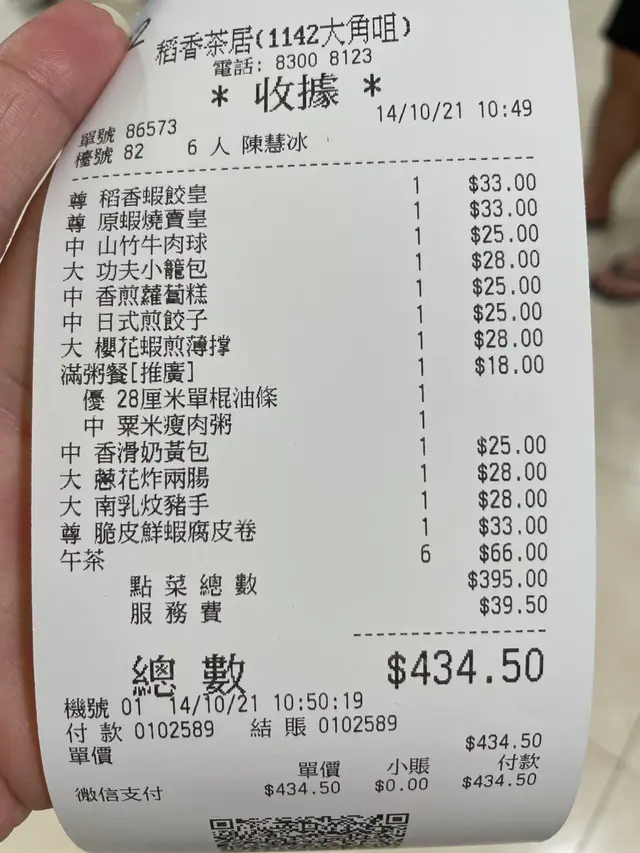 稻香茶居(1142大角咀)
電話: 8300 8123
* 收據 *
14/10/21 10:49
單號 86573
檯號 82 6 人 陳慧冰
尊 稻香蝦餃皇 1 $33.00
尊 原蝦燒賣皇 1 $33.00
中 山竹牛肉球 1 $25.00
大 功夫小籠包 1 $28.00
中 香煎蘿蔔糕 1 $25.00
中 日式煎餃子 1 $25.00
大 櫻花蝦煎薄撐 1 $28.00
滿粥餐[推廣] 1 $18.00
優 28厘米單棍油條 1
中 粟米瘦肉粥 1
中 香滑奶黃包 1 $25.00
大 蔥花炸兩腸 1 $28.00
大 南乳炆豬手 1 $28.00
尊 脆皮鮮蝦腐皮卷 1 $33.00
午茶 6 $66.00
點菜總數 $395.00
服務費 $39.50
總數 $434.50
機號 01 14/10/21 10:50:19
付款 0102589 結賬 0102589
單價 $434.50
單價 小賬 付款
微信支付 $434.50 $0.00 $434.50